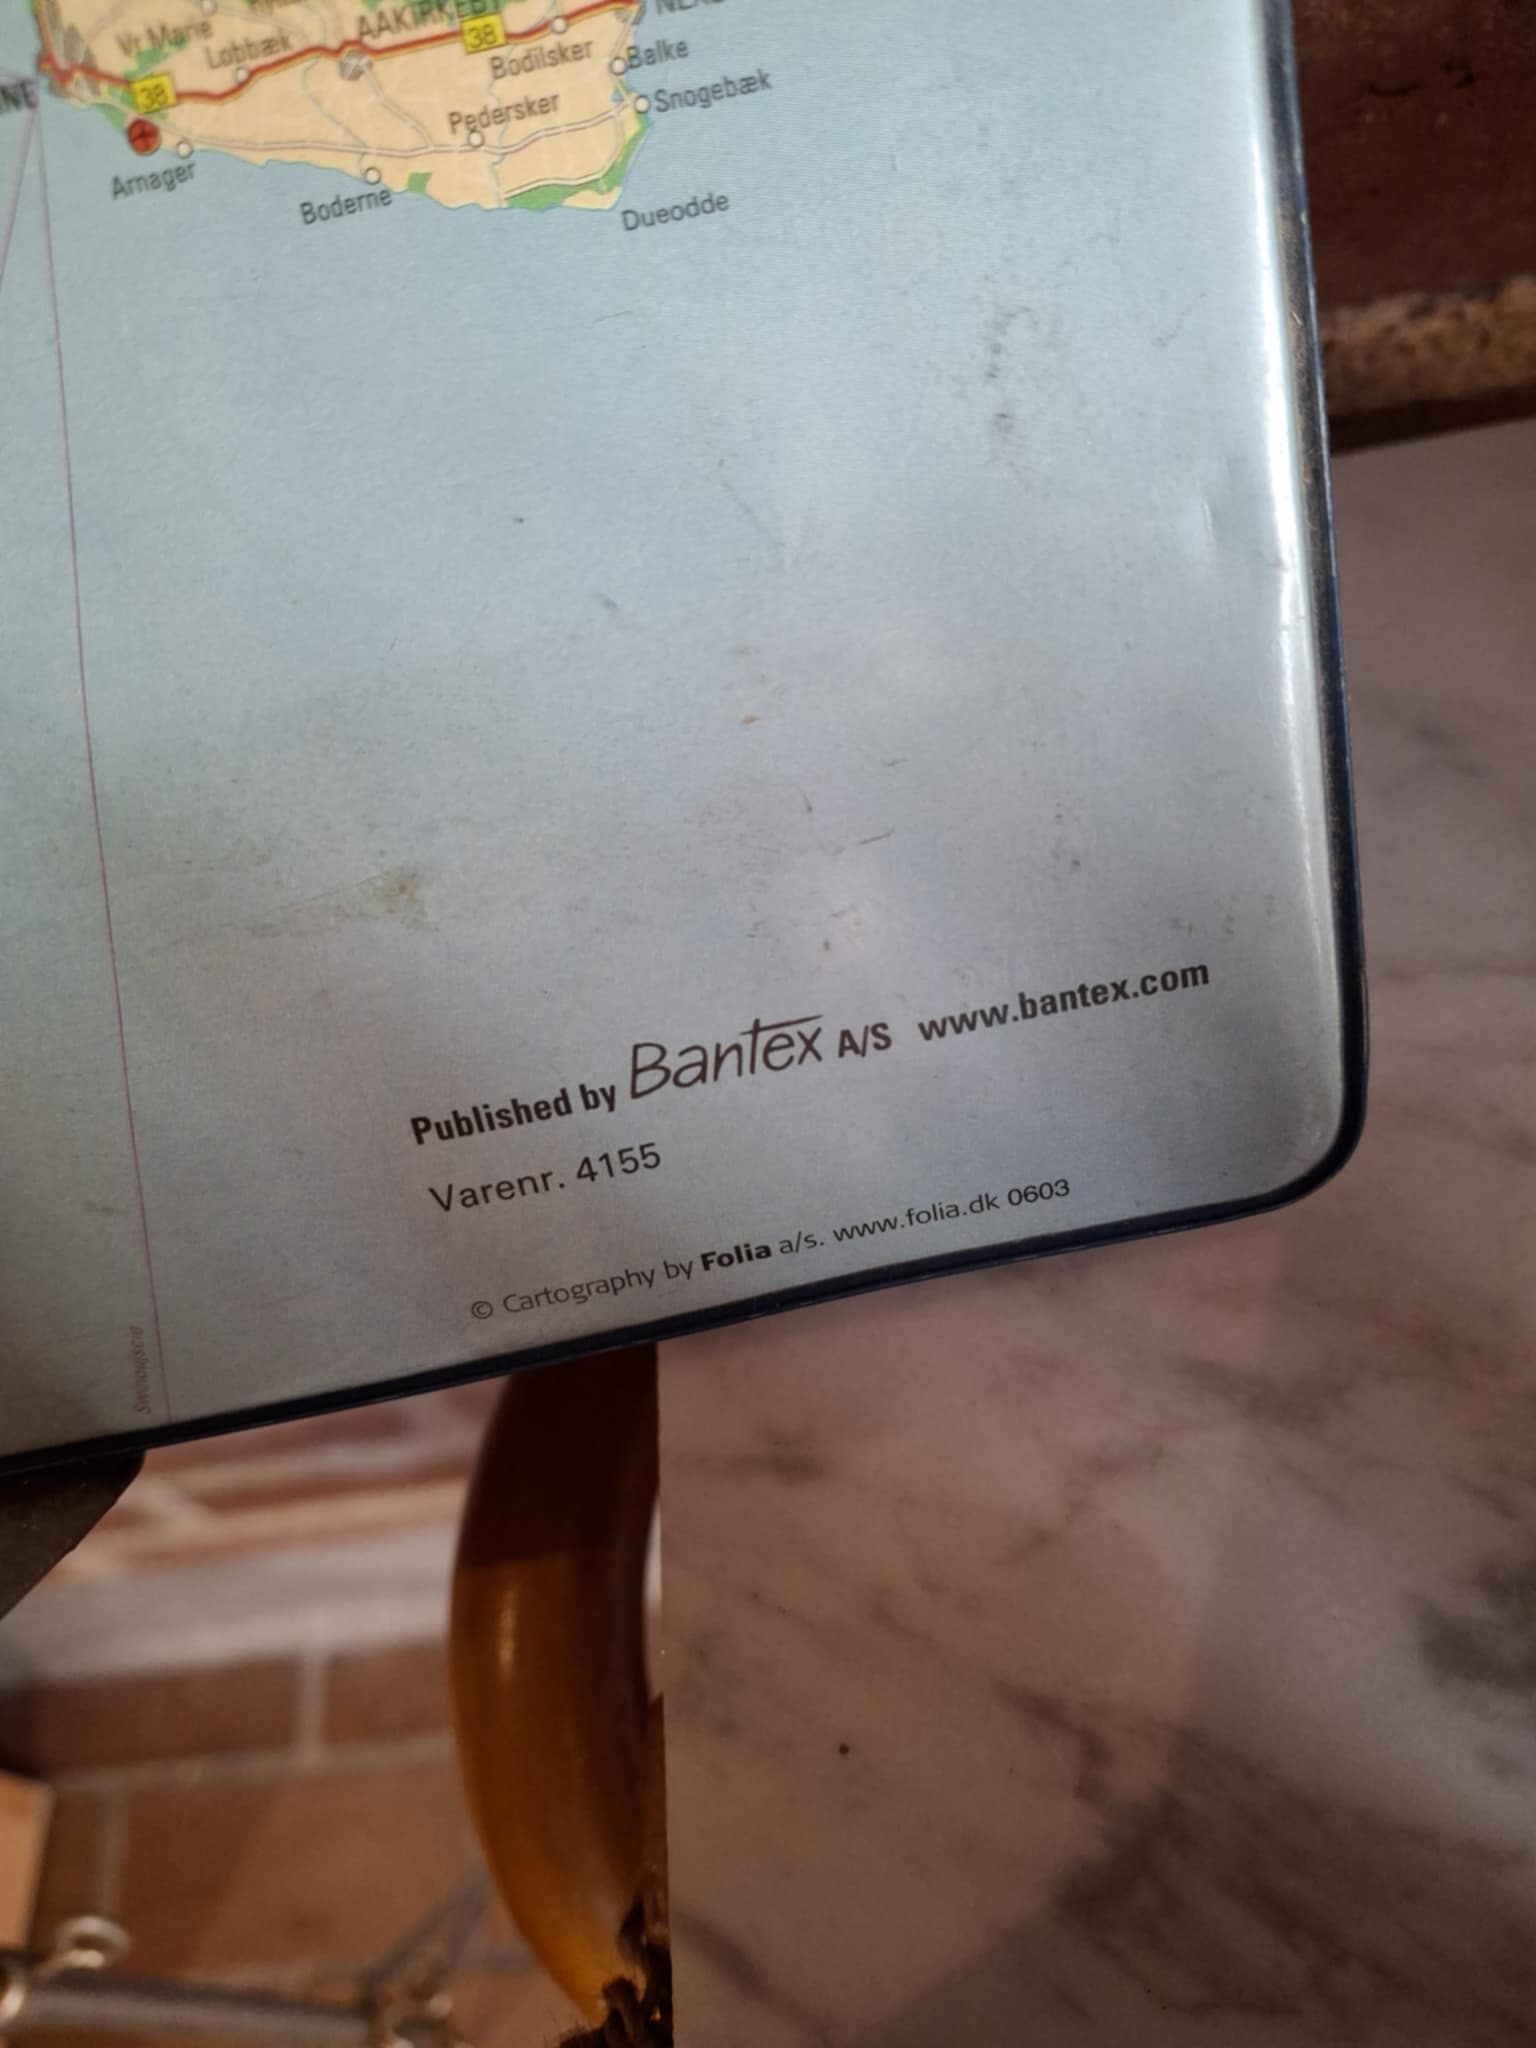 AAKIRKEBY
Vr.Marie
Lobbæk
38
Bodilsker
Balke
38
Snogebæk
Pedersker
Arnager
Boderne
Dueodde
Published by Bantex A/S www.bantex.com
Varenr. 4155
© Cartography by Folia a/s. www.folia.dk 0603